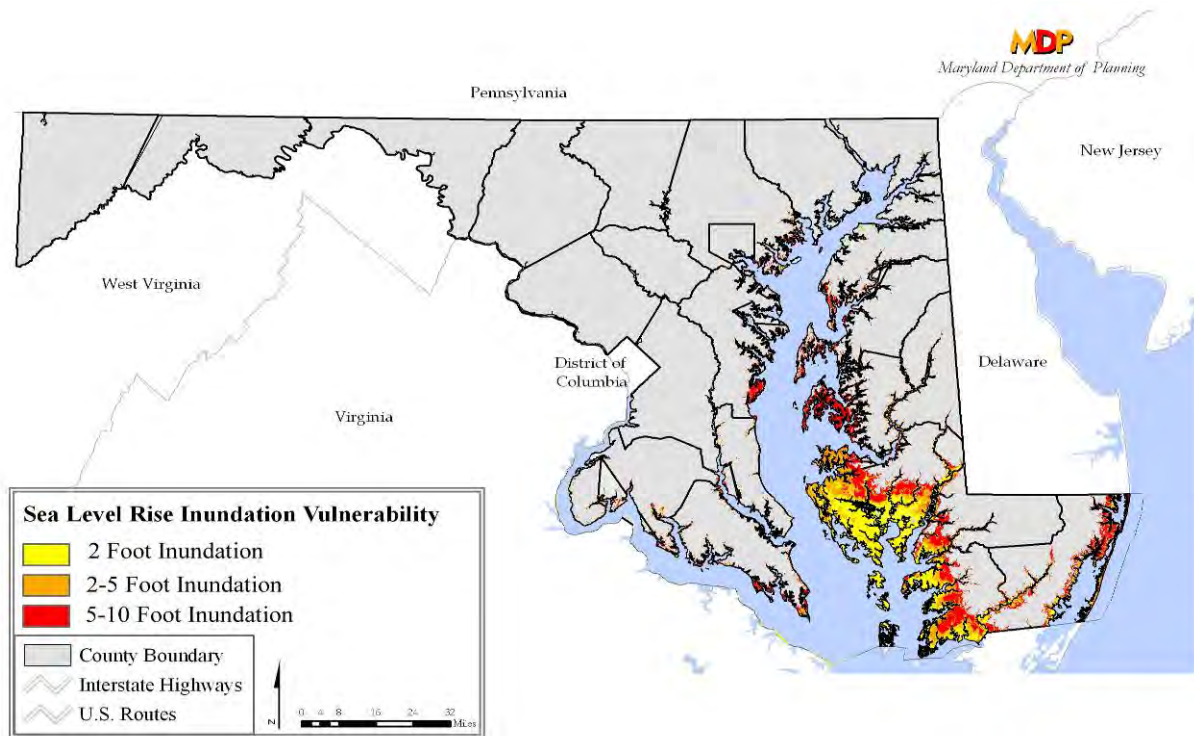 MDP
Maryland Department of Planning
Pennsylvania
New Jersey
West Virginia
District of
Columbia
Delaware
Virginia
Sea Level Rise Inundation Vulnerability
2 Foot Inundation
2-5 Foot Inundation
5-10 Foot Inundation
County Boundary
Interstate Highways
U.S. Routes
N
0 4 8 16 24 32
Miles